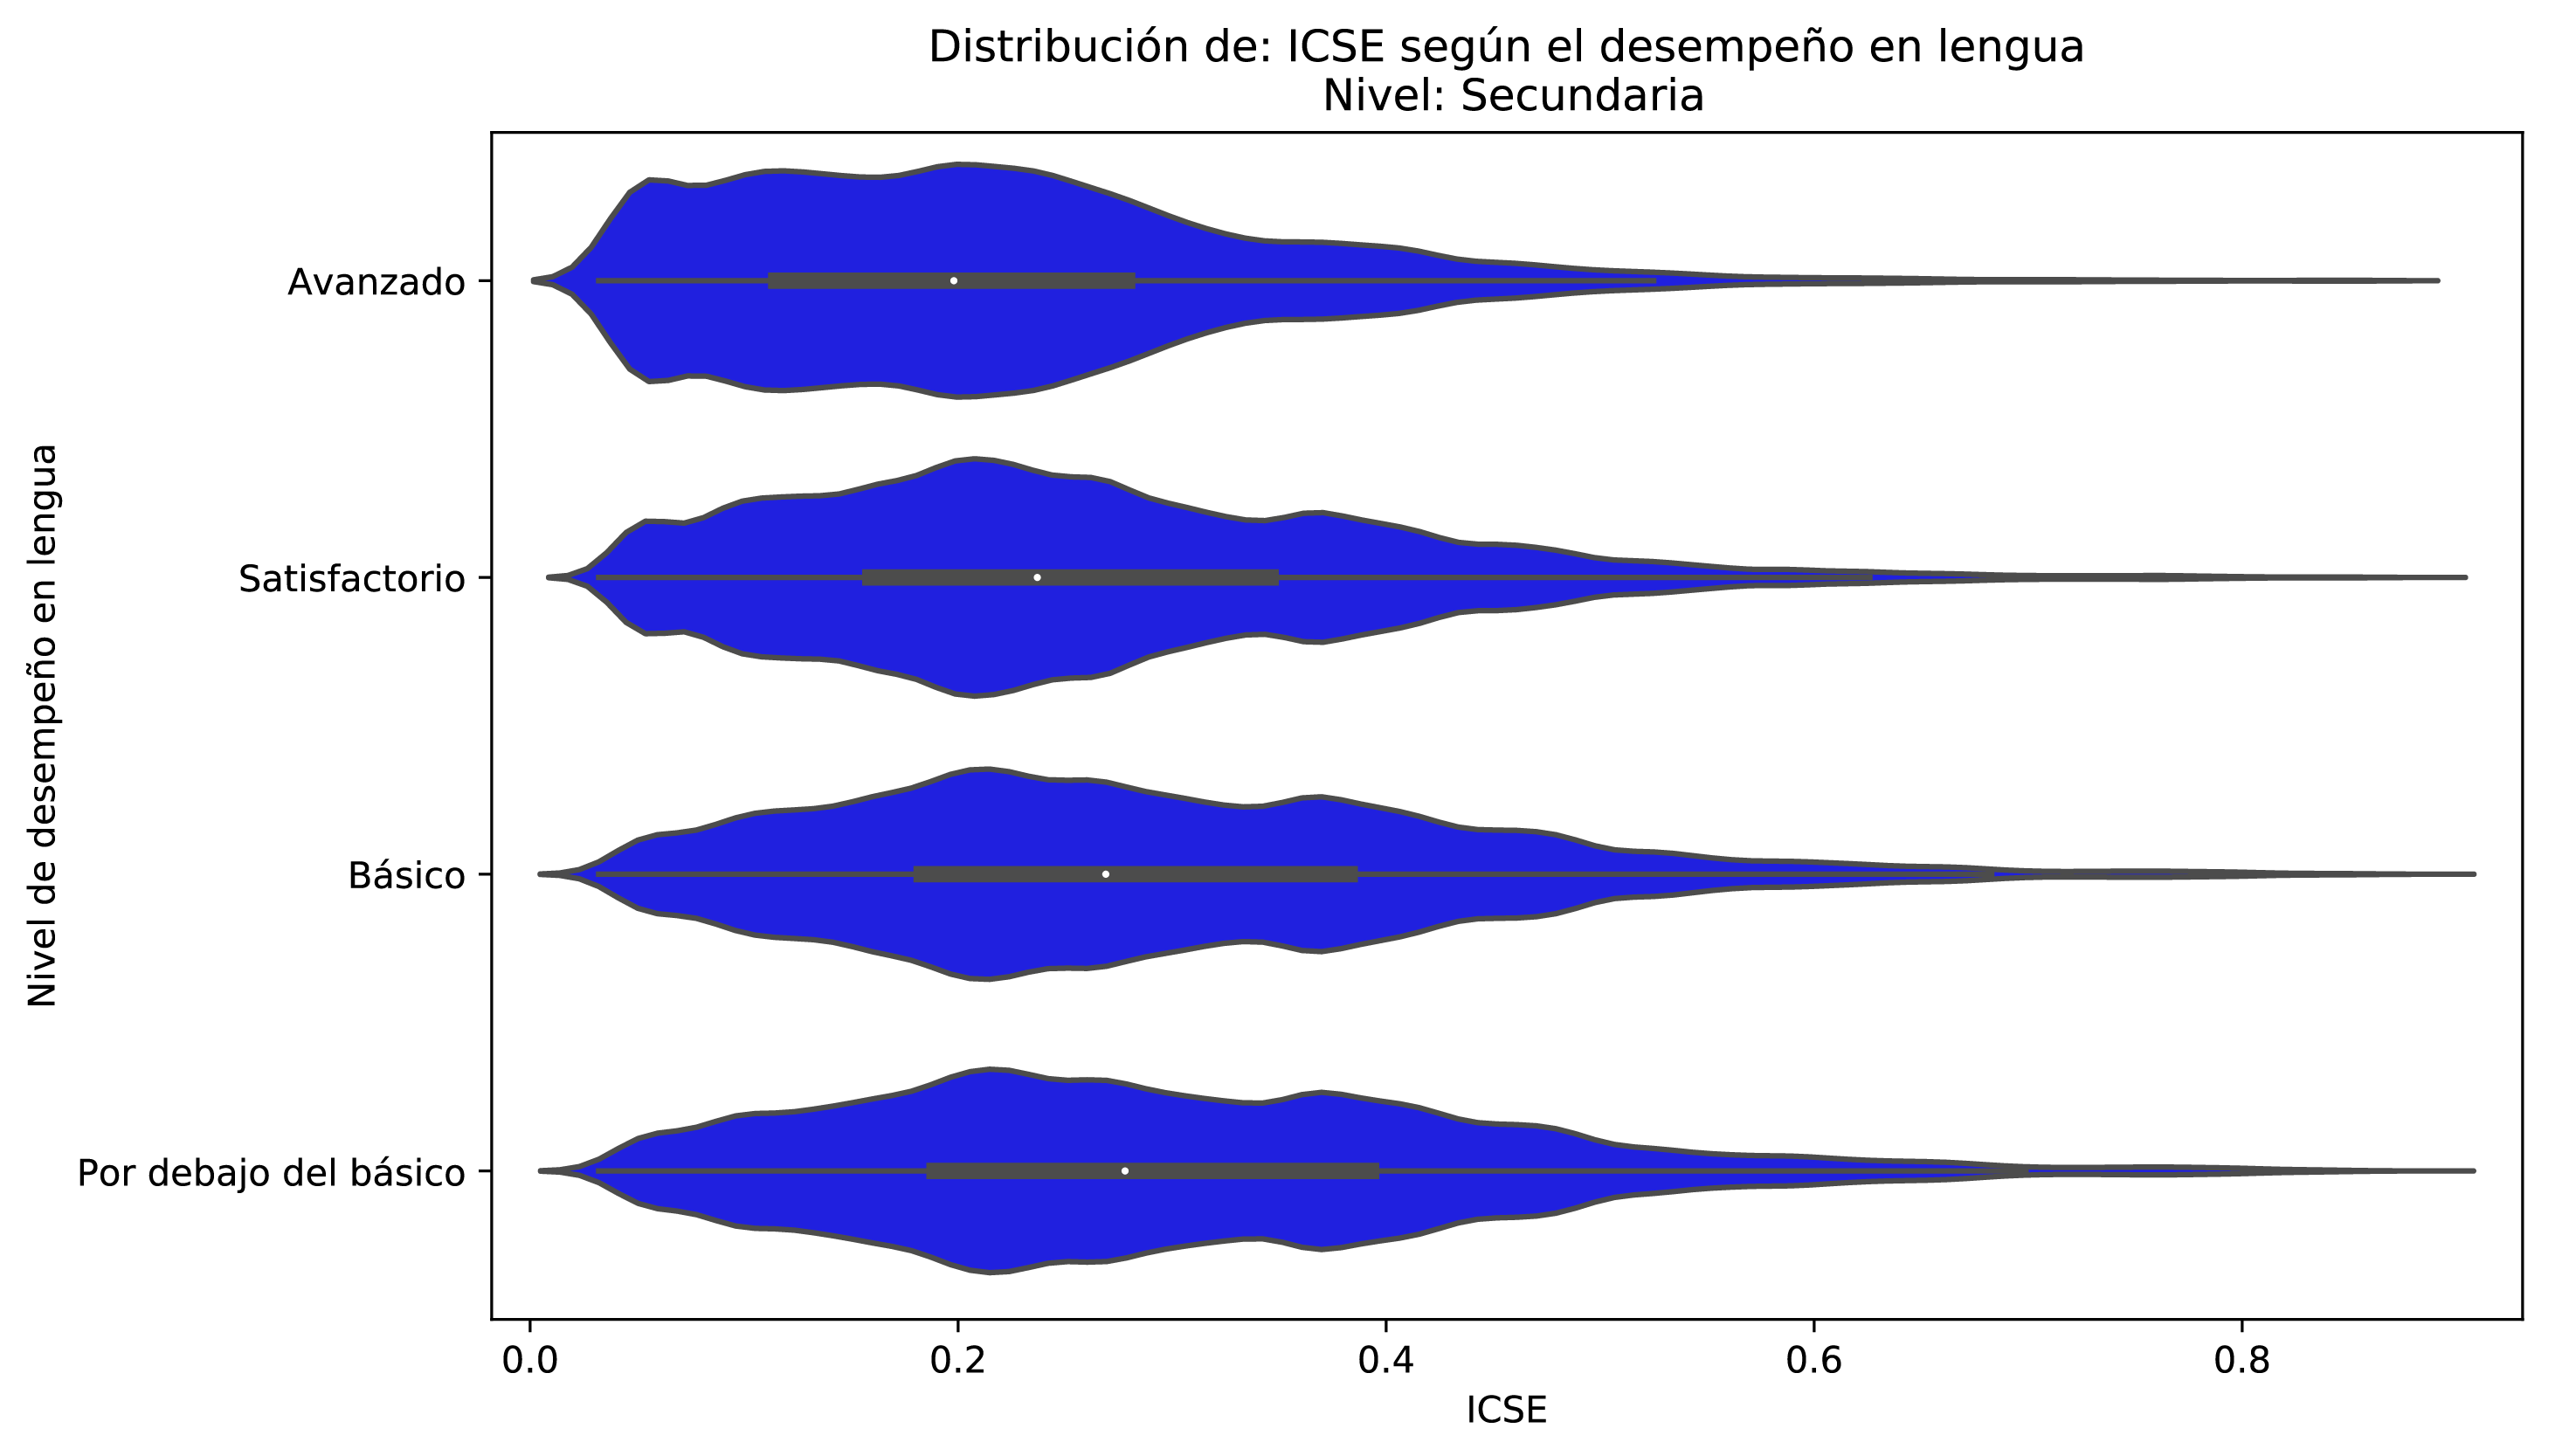 Distribución de: ICSE según el desempeño en lengua
Nivel: Secundaria
Nivel de desempeño en lengua
Avanzado
Satisfactorio
Básico
Por debajo del básico
0.0 0.2 0.4 0.6 0.8
ICSE